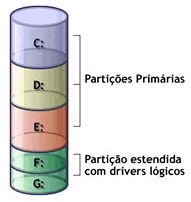 C:
D:
Partições Primárias
E:
F:
Partição estendida
com drivers lógicos
G: